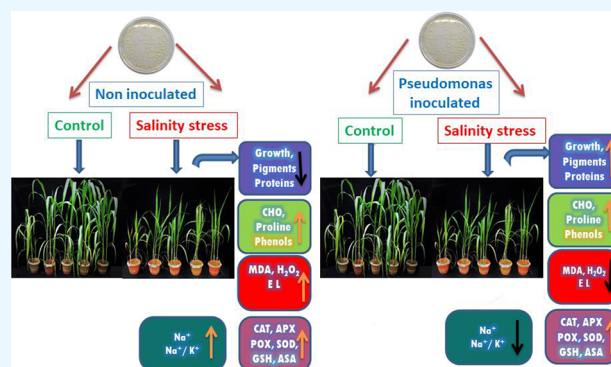 Non inoculated
Control
Salinity stress
Growth,
Pigments
Proteins
CHO,
Proline
Phenols
MDA, H₂O₂
E L
Na⁺
Na⁺/ K⁺
CAT, APX
POX, SOD,
GSH, ASA
Pseudomonas
inoculated
Control
Salinity stress
Growth,
Pigments
Proteins
CHO,
Proline
Phenols
MDA, H₂O₂
E L
Na⁺
Na⁺/ K⁺
CAT, APX
POX, SOD,
GSH, ASA